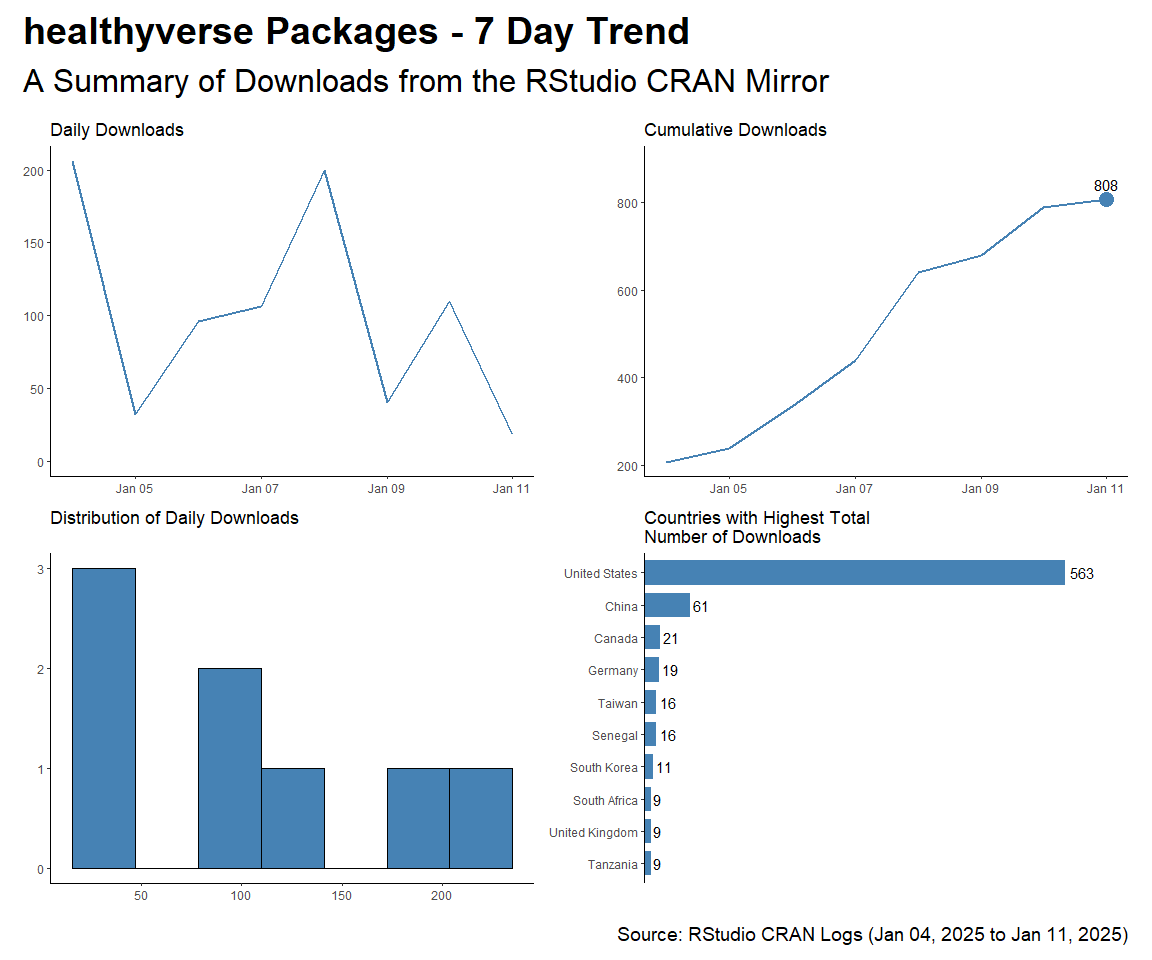 healthyverse Packages - 7 Day Trend
A Summary of Downloads from the RStudio CRAN Mirror
Daily Downloads
200
150
100
50
0
Jan 05 Jan 07 Jan 09 Jan 11
Cumulative Downloads
808
800
600
400
200
Jan 05 Jan 07 Jan 09 Jan 11
Distribution of Daily Downloads
3
2
1
0
50 100 150 200
Countries with Highest Total
Number of Downloads
United States 563
China 61
Canada 21
Germany 19
Taiwan 16
Senegal 16
South Korea 11
South Africa 9
United Kingdom 9
Tanzania 9
Source: RStudio CRAN Logs (Jan 04, 2025 to Jan 11, 2025)